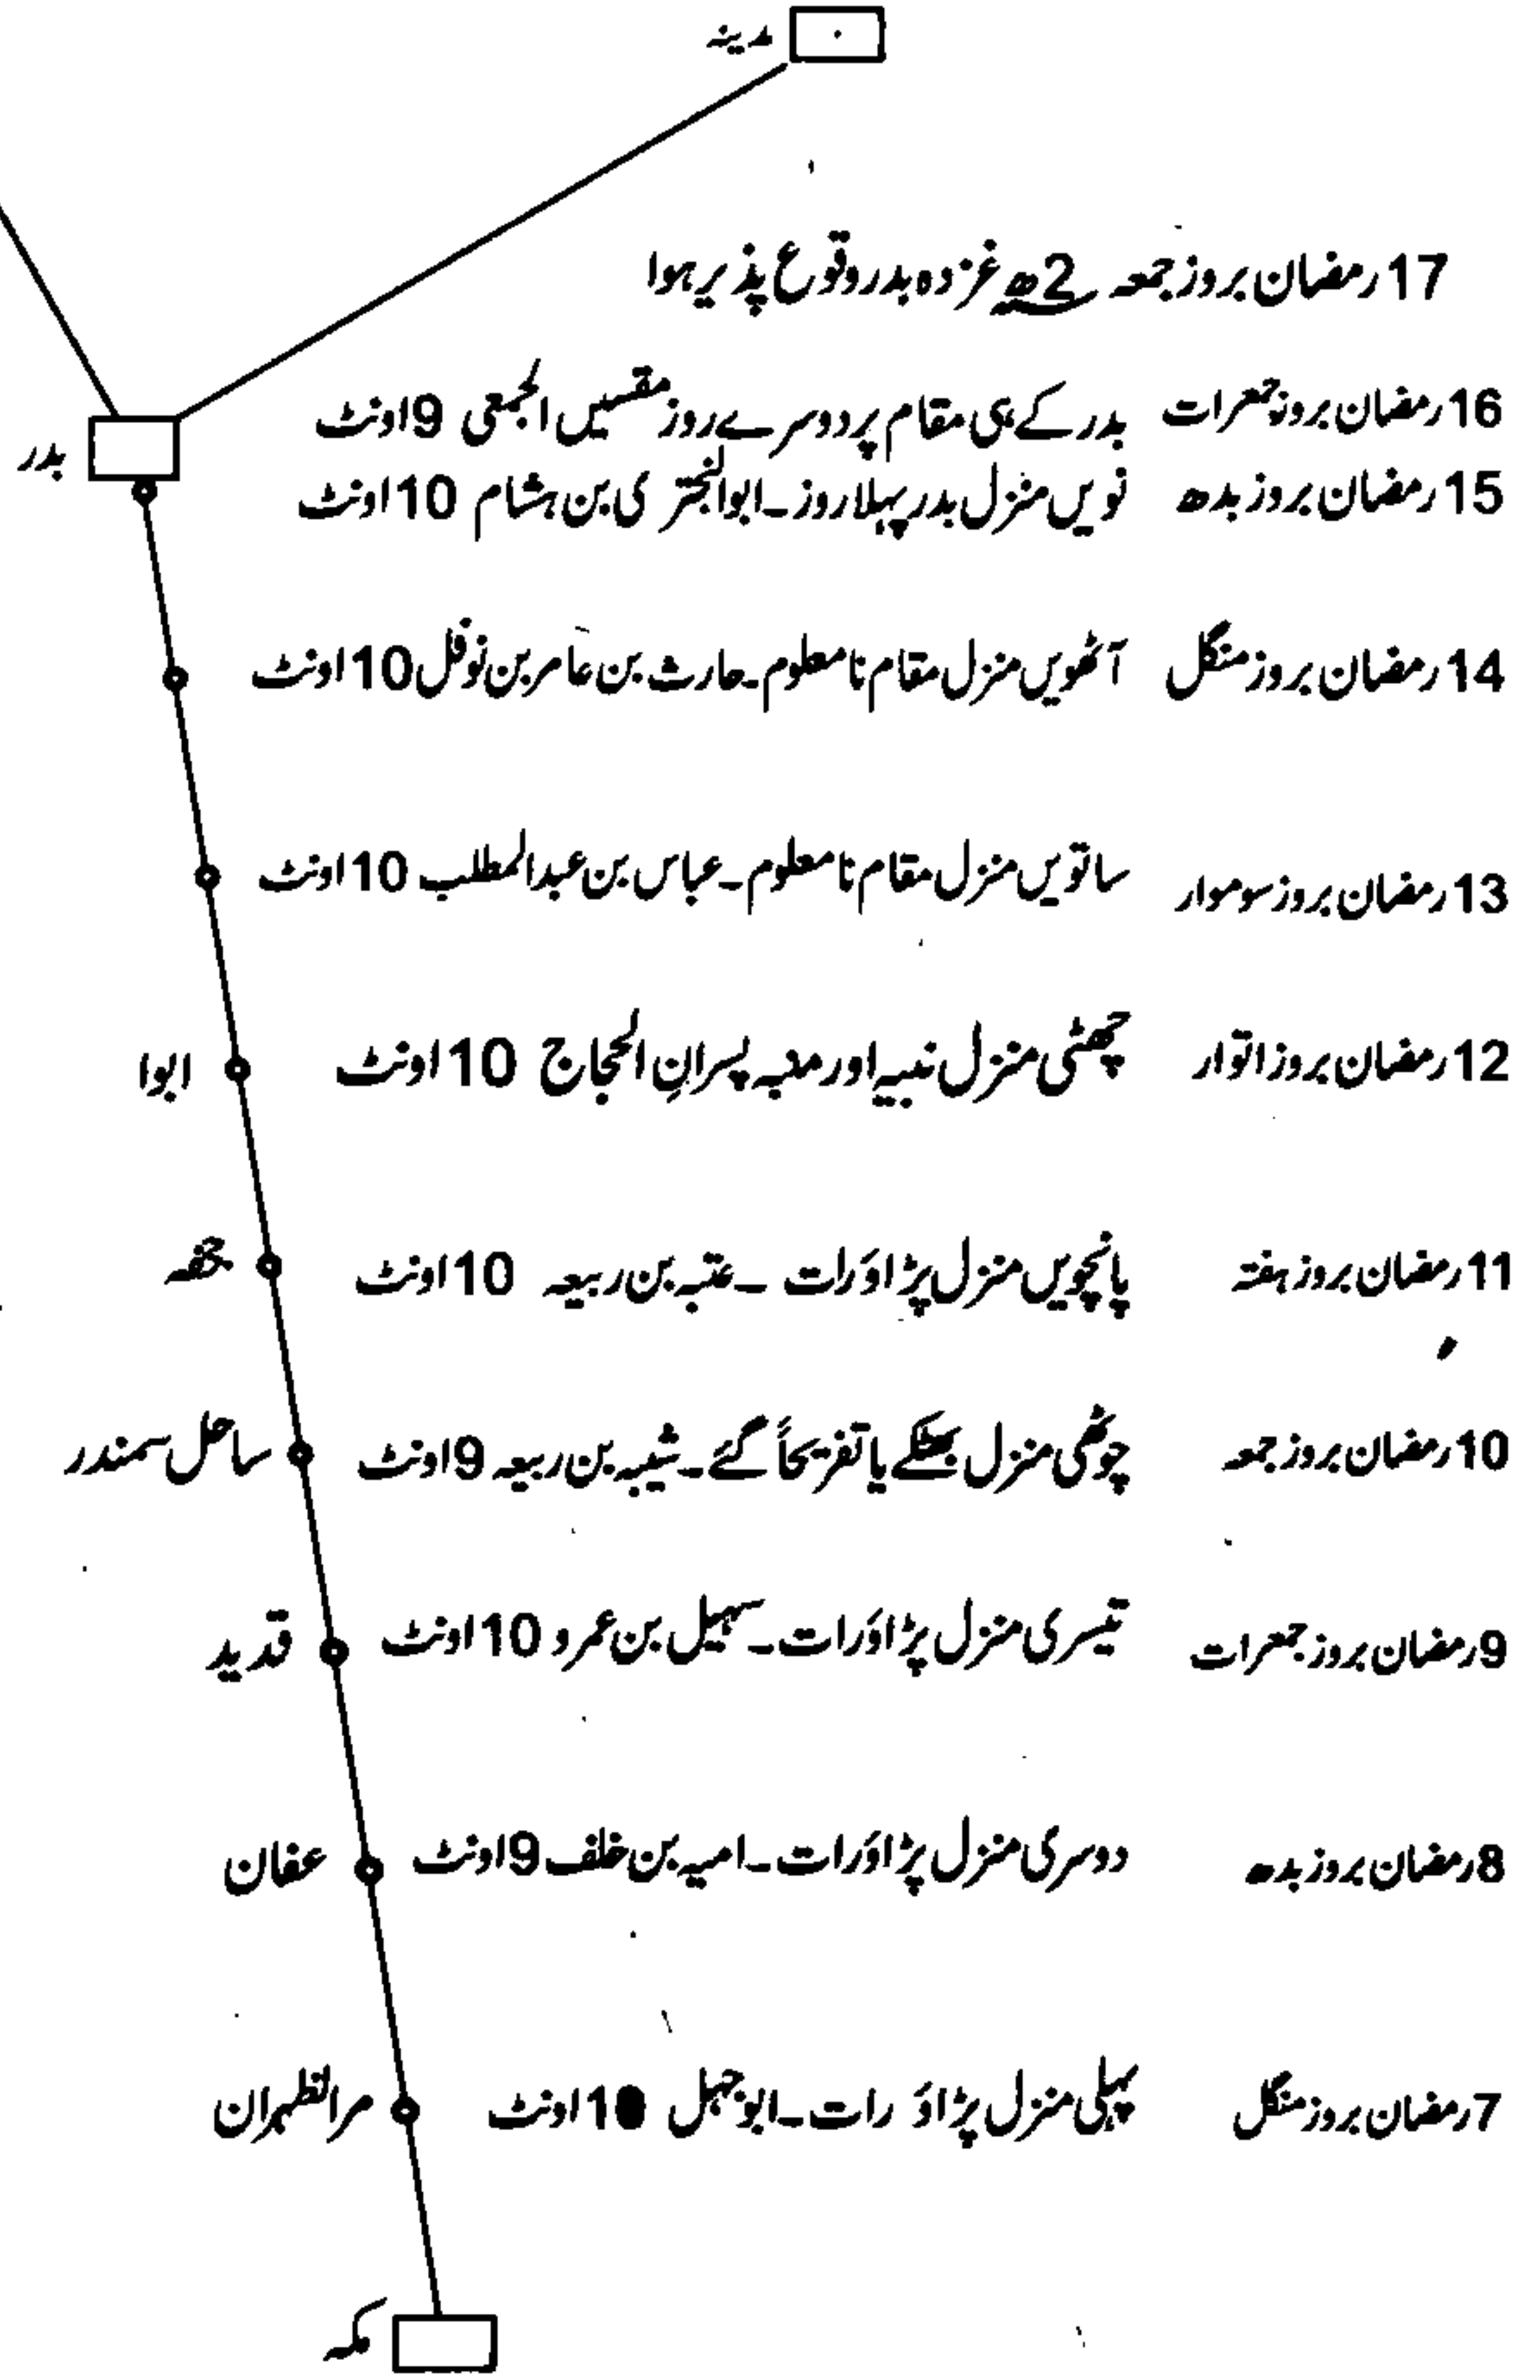 مدینہ
17 رمضان بروز جمعہ 2ھ غزوہ بدر وقوع پذیر ہوا
16 رمضان بروز جمعرات بدر کے ہی مقام پر دوسرے روز مقسیں الجمعی 9 اونٹ
بدر
15 رمضان بروز بدھ نویں منزل بدر پہلا روز۔ ابوالبختری بن ہشام 10 اونٹ
14 رمضان بروز منگل آٹھویں منزل مقام نامعلوم۔ حارث بن عامر بن نوفل 10 اونٹ
13 رمضان بروز سوموار ساتویں منزل مقام نامعلوم۔ عباس بن عبدالمطلب 10 اونٹ
12 رمضان بروز اتوار چھٹی منزل نبیہ اور منبہ پسرانِ الحجاج 10 اونٹ ابوا
11 رمضان بروز ہفتہ پانچویں منزل پڑاؤ رات ۔ عتبہ بن ربیعہ 10 اونٹ جحفہ
10 رمضان بروز جمعہ چوتھی منزل بھٹکے یا تفریحاً گئے۔ شیبہ بن ربیعہ 9 اونٹ ساحل سمندر
9 رمضان بروز جمعرات تیسری منزل پڑاؤ رات۔ سہیل بن عمرو 10 اونٹ قدید
8 رمضان بروز بدھ دوسری منزل پڑاؤ رات۔ امیہ بن خلف 9 اونٹ عفان
7 رمضان بروز منگل پہلی منزل پڑاؤ رات۔ ابوجہل 10 اونٹ مرالظہران
مکہ